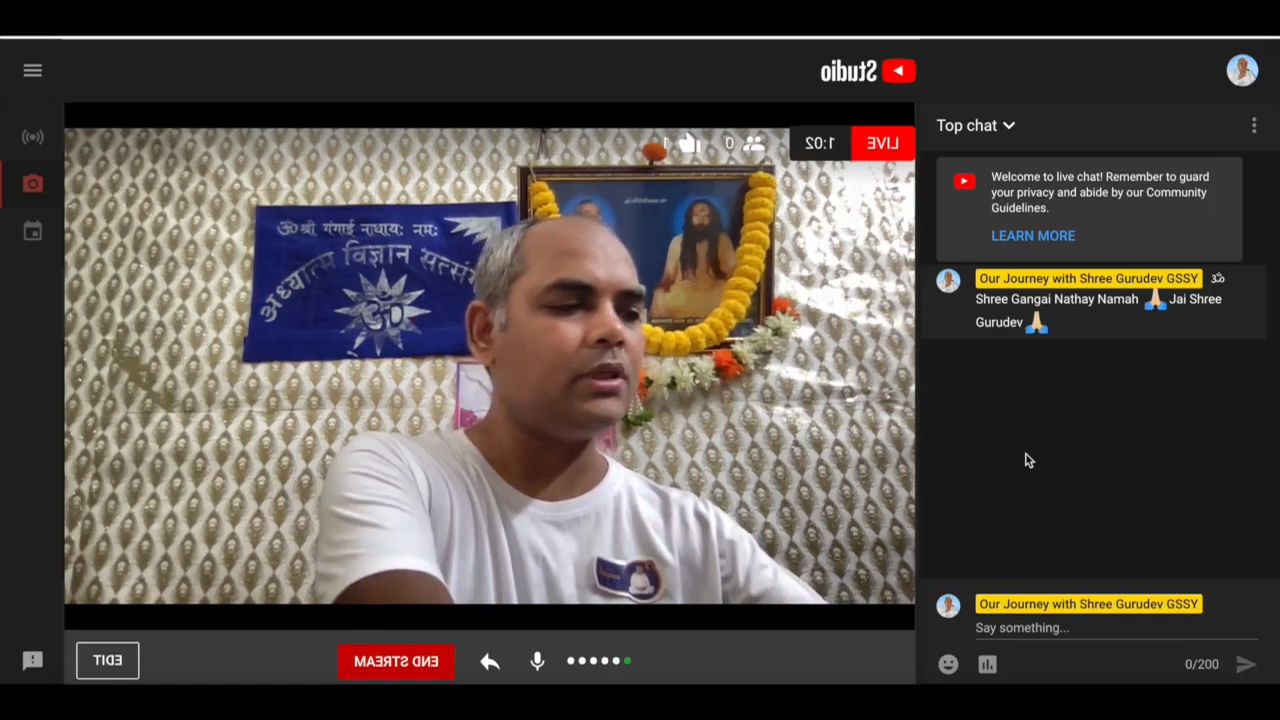 Studio
LIVE
1:02
0
1
ॐ श्री गंगाई नाथाय: नम:
अध्यात्म विज्ञान सत्संग
ॐ
EDIT
END STREAM
Top chat
Welcome to live chat! Remember to guard
your privacy and abide by our Community
Guidelines.
LEARN MORE
Our Journey with Shree Gurudev GSSY ॐ
Shree Gangai Nathay Namah 🙏 Jai Shree
Gurudev 🙏
Our Journey with Shree Gurudev GSSY
Say something...
0/200